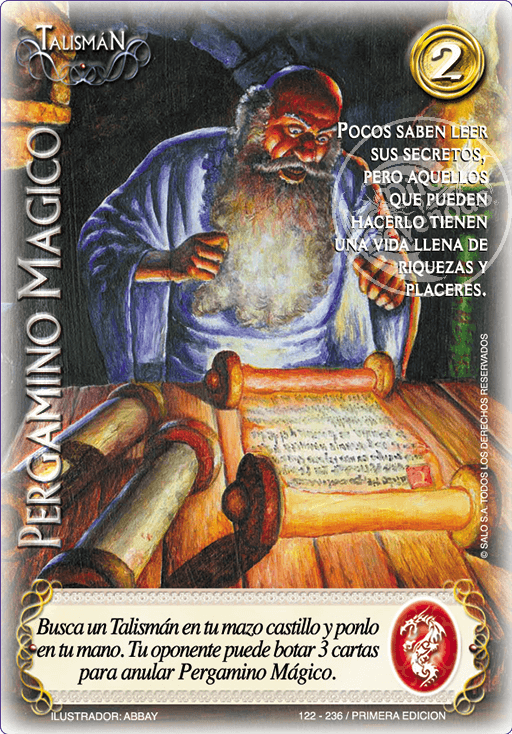 TALISMÁN
2
PERGAMINO MAGICO
POCOS SABEN LEER
SUS SECRETOS,
PERO AQUELLOS
QUE PUEDEN
HACERLO TIENEN
UNA VIDA LLENA DE
RIQUEZAS Y
PLACERES.
© SALO S.A. TODOS LOS DERECHOS RESERVADOS
Busca un Talismán en tu mazo castillo y ponlo
en tu mano. Tu oponente puede botar 3 cartas
para anular Pergamino Mágico.
ILUSTRADOR: ABBAY
122 - 236 / PRIMERA EDICION